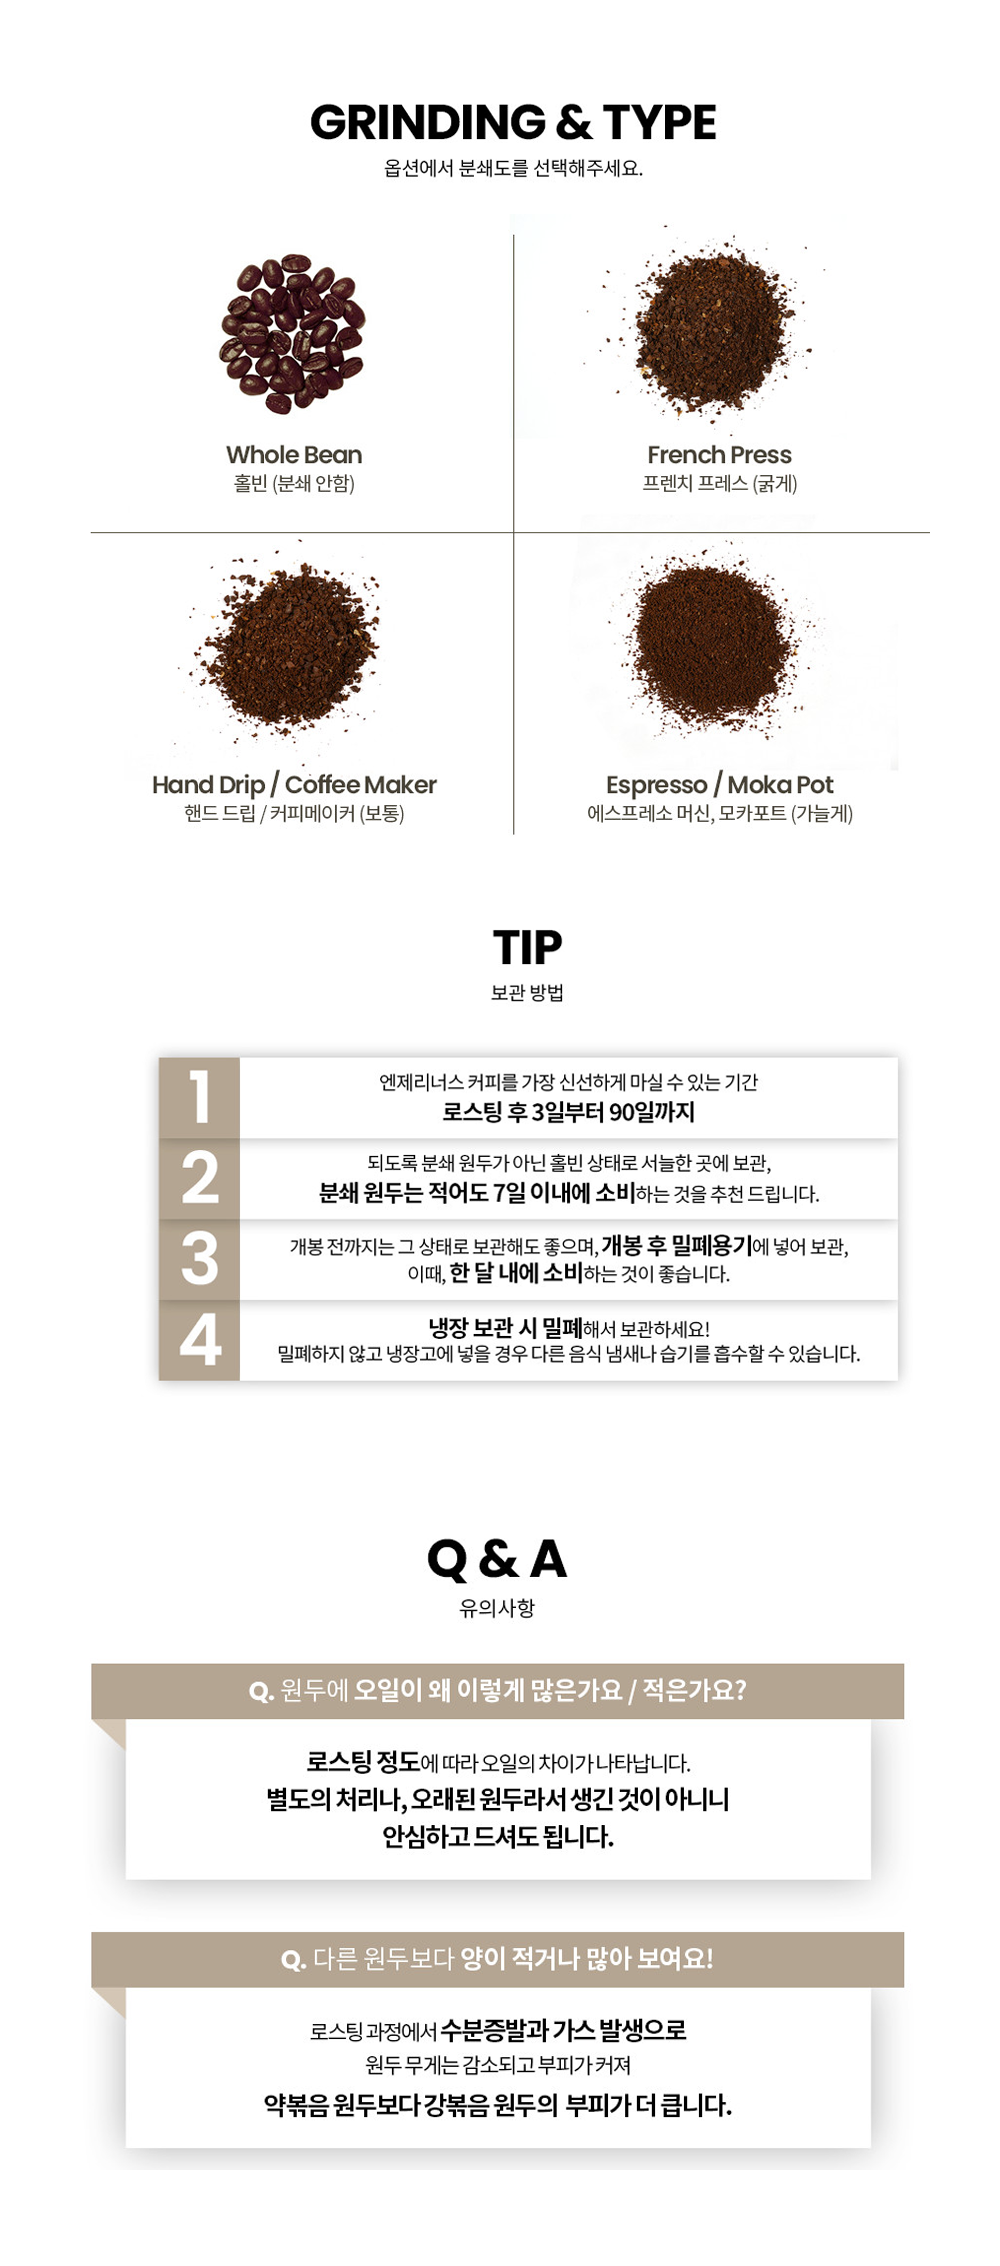 GRINDING & TYPE
옵션에서 분쇄도를 선택해주세요.
Whole Bean
홀빈 (분쇄 안함)
French Press
프렌치 프레스 (굵게)
Hand Drip / Coffee Maker
핸드 드립 / 커피메이커 (보통)
Espresso / Moka Pot
에스프레소 머신, 모카포트 (가늘게)
TIP
보관 방법
1
엔제리너스 커피를 가장 신선하게 마실 수 있는 기간
로스팅 후 3일부터 90일까지
2
되도록 분쇄 원두가 아닌 홀빈 상태로 서늘한 곳에 보관,
분쇄 원두는 적어도 7일 이내에 소비하는 것을 추천 드립니다.
3
개봉 전까지는 그 상태로 보관해도 좋으며, 개봉 후 밀폐용기에 넣어 보관,
이때, 한 달 내에 소비하는 것이 좋습니다.
4
냉장 보관 시 밀폐해서 보관하세요!
밀폐하지 않고 냉장고에 넣을 경우 다른 음식 냄새나 습기를 흡수할 수 있습니다.
Q & A
유의사항
Q. 원두에 오일이 왜 이렇게 많은가요 / 적은가요?
로스팅 정도에 따라 오일의 차이가 나타납니다.
별도의 처리나, 오래된 원두라서 생긴 것이 아니니
안심하고 드셔도 됩니다.
Q. 다른 원두보다 양이 적거나 많아 보여요!
로스팅 과정에서 수분증발과 가스 발생으로
원두 무게는 감소되고 부피가 커져
약볶음 원두보다 강볶음 원두의 부피가 더 큽니다.